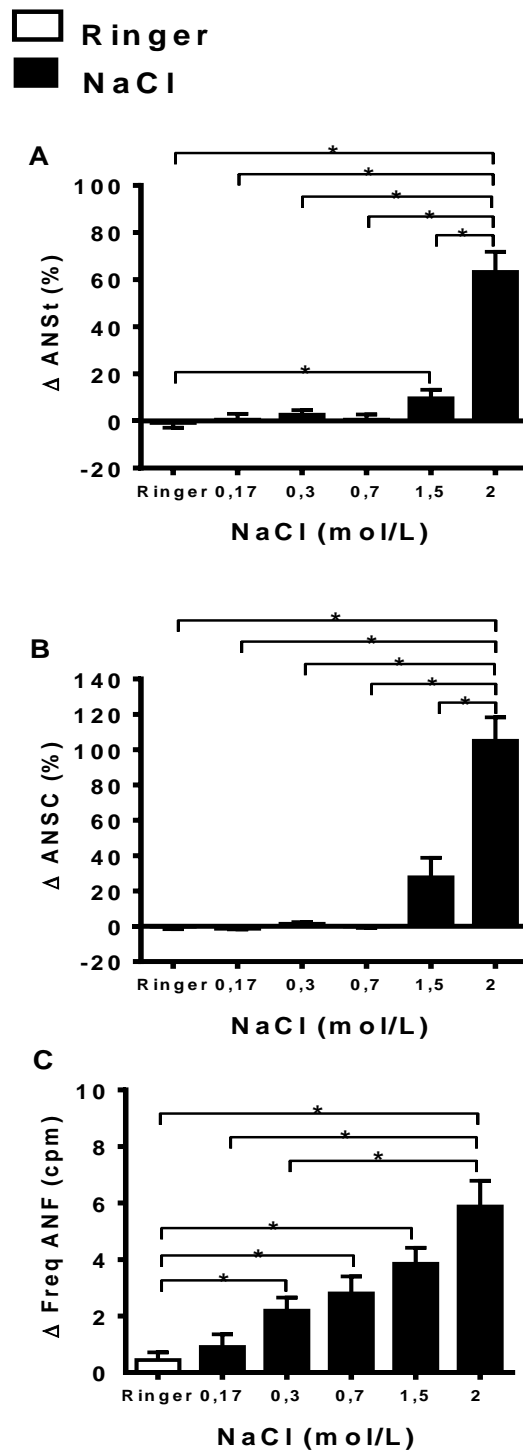 Ringer
NaCl
A
*
*
*
*
*
*
Δ ANSt (%)
100
80
60
40
20
0
-20
Ringer 0,17 0,3 0,7 1,5 2
NaCl (mol/L)
B
*
*
*
*
*
Δ ANSC (%)
140
120
100
80
60
40
20
0
-20
Ringer 0,17 0,3 0,7 1,5 2
NaCl (mol/L)
C
*
*
*
*
*
*
Δ Freq ANF (cpm)
10
8
6
4
2
0
Ringer 0,17 0,3 0,7 1,5 2
NaCl (mol/L)